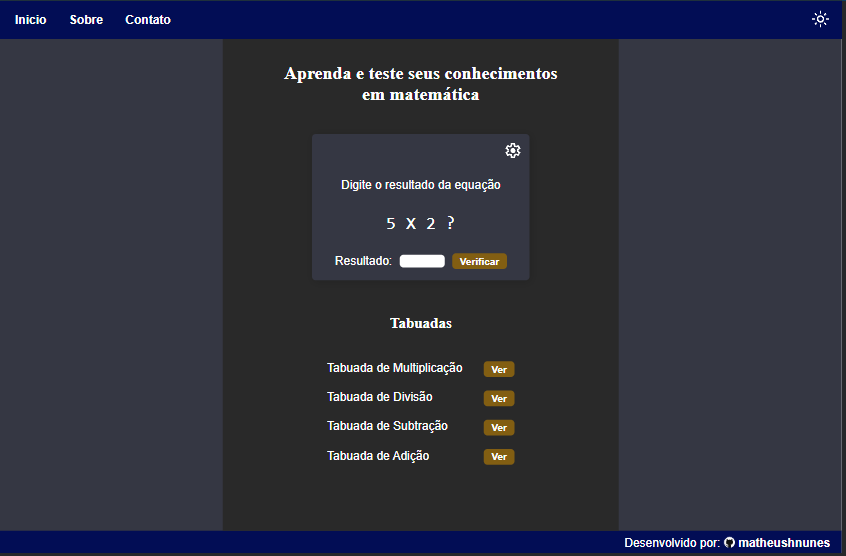 Inicio Sobre Contato
Aprenda e teste seus conhecimentos
em matemática
Digite o resultado da equação
5 X 2 ?
Resultado: Verificar
Tabuadas
Tabuada de Multiplicação Ver
Tabuada de Divisão Ver
Tabuada de Subtração Ver
Tabuada de Adição Ver
Desenvolvido por: matheushnunes